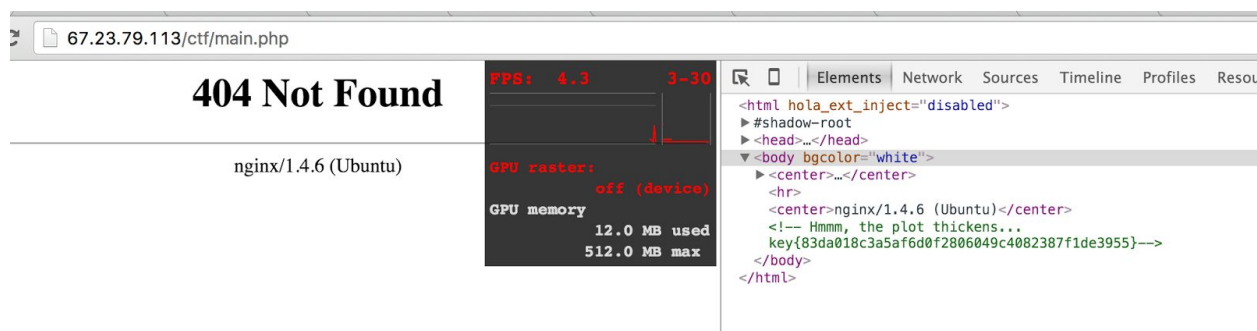 67.23.79.113/ctf/main.php
404 Not Found
nginx/1.4.6 (Ubuntu)
FPS: 4.3 3-30
GPU raster:
off (device)
GPU memory
12.0 MB used
512.0 MB max
Elements Network Sources Timeline Profiles Resou
<html hola_ext_inject="disabled">
▶#shadow-root
▶<head>…</head>
▼<body bgcolor="white">
▶<center>…</center>
<hr>
<center>nginx/1.4.6 (Ubuntu)</center>
<!-- Hmmm, the plot thickens...
key{83da018c3a5af6d0f2806049c4082387f1de3955}-->
</body>
</html>